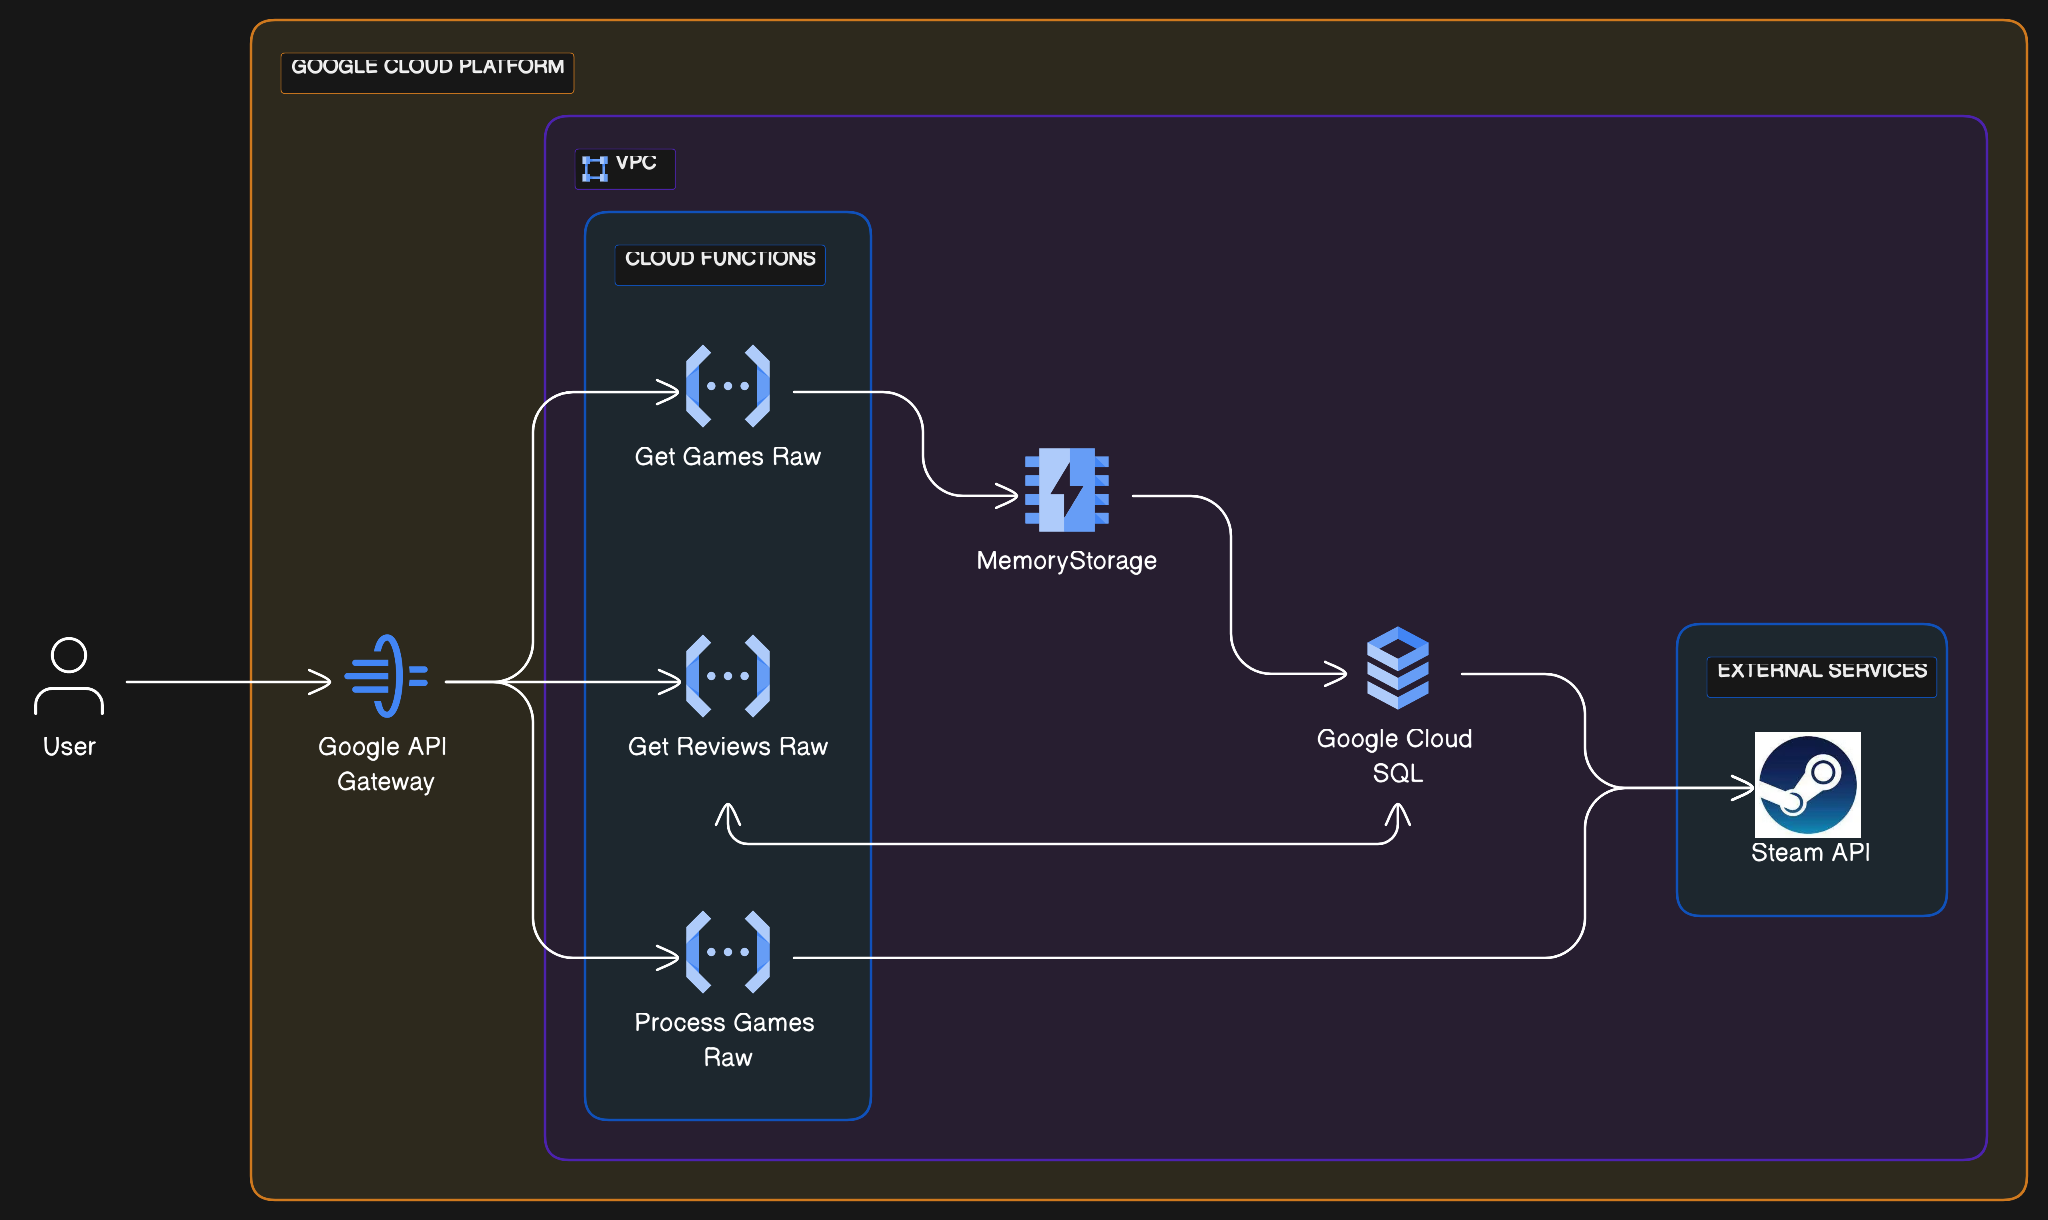 GOOGLE CLOUD PLATFORM
VPC
CLOUD FUNCTIONS
Get Games Raw
MemoryStorage
User
Google API
Gateway
Get Reviews Raw
Google Cloud
SQL
EXTERNAL SERVICES
Steam API
Process Games
Raw